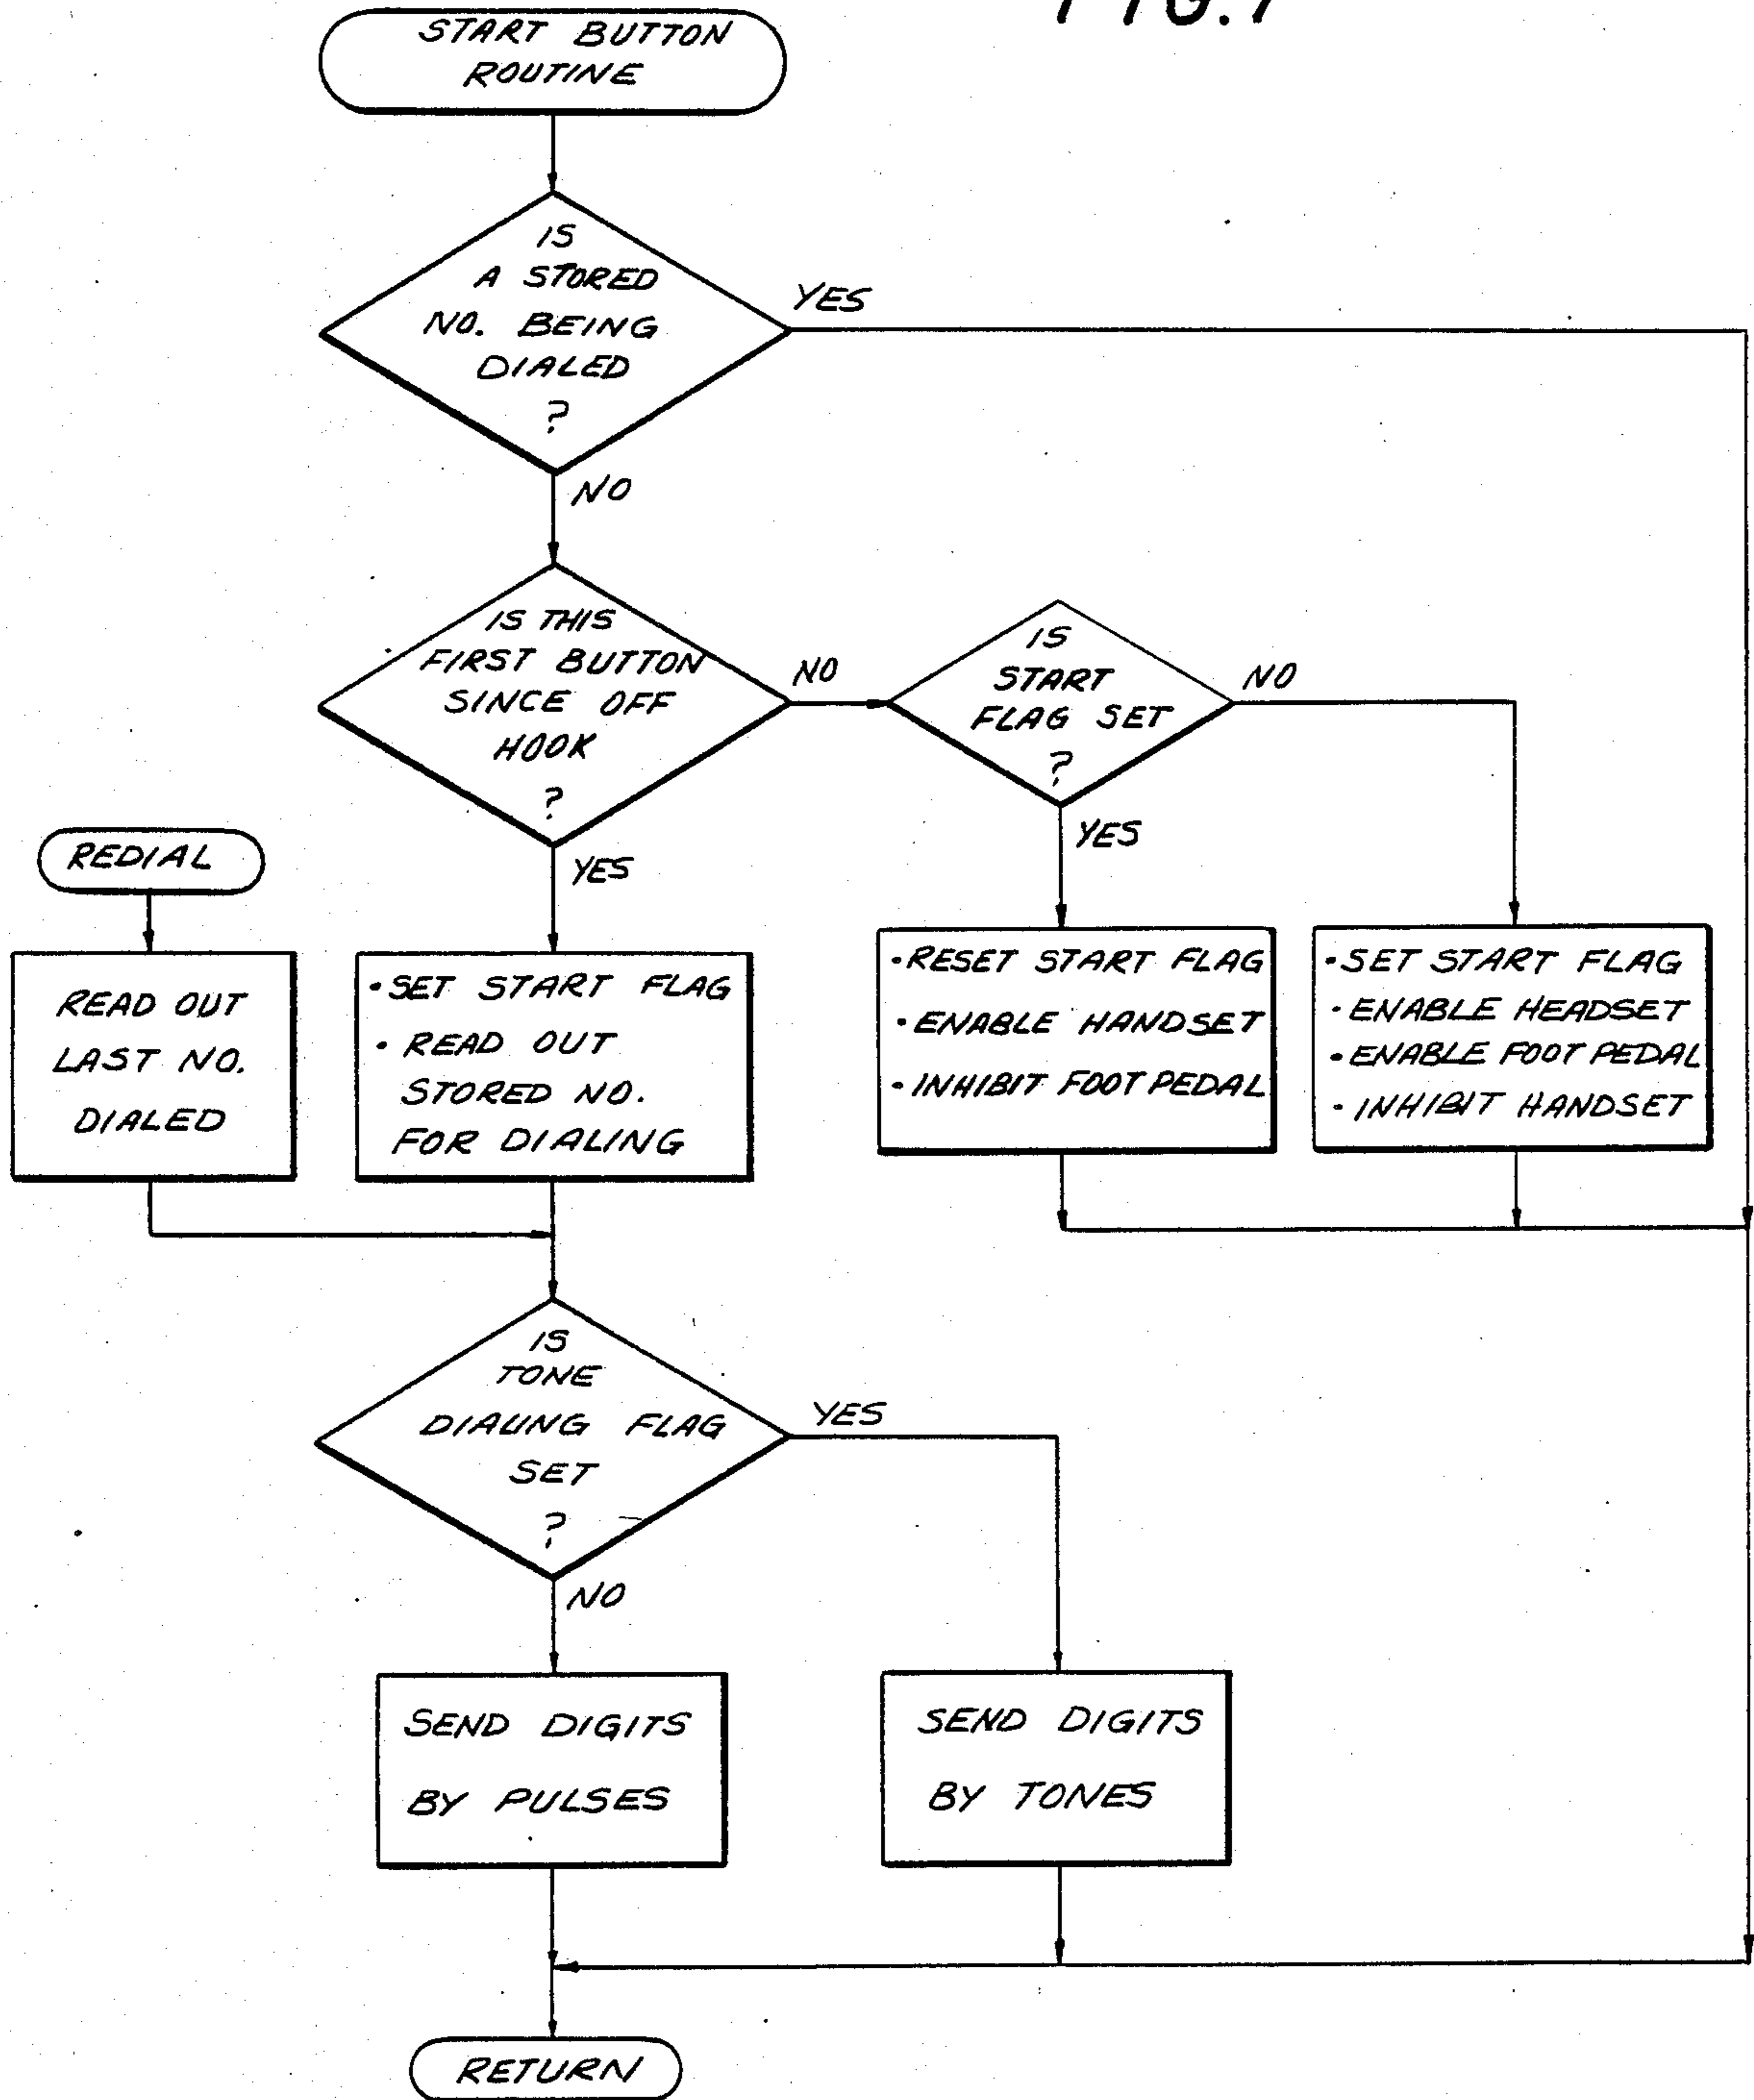 FIG. 7
START BUTTON
ROUTINE
IS
A STORED
NO. BEING
DIALED
?
YES
NO
IS THIS
FIRST BUTTON
SINCE OFF
HOOK
?
NO
IS
START
FLAG SET
?
NO
YES
YES
REDIAL
READ OUT
LAST NO.
DIALED
• SET START FLAG
• READ OUT
STORED NO.
FOR DIALING
• RESET START FLAG
• ENABLE HANDSET
• INHIBIT FOOT PEDAL
• SET START FLAG
• ENABLE HEADSET
• ENABLE FOOT PEDAL
• INHIBIT HANDSET
IS
TONE
DIALING FLAG
SET
?
YES
NO
SEND DIGITS
BY PULSES
SEND DIGITS
BY TONES
RETURN